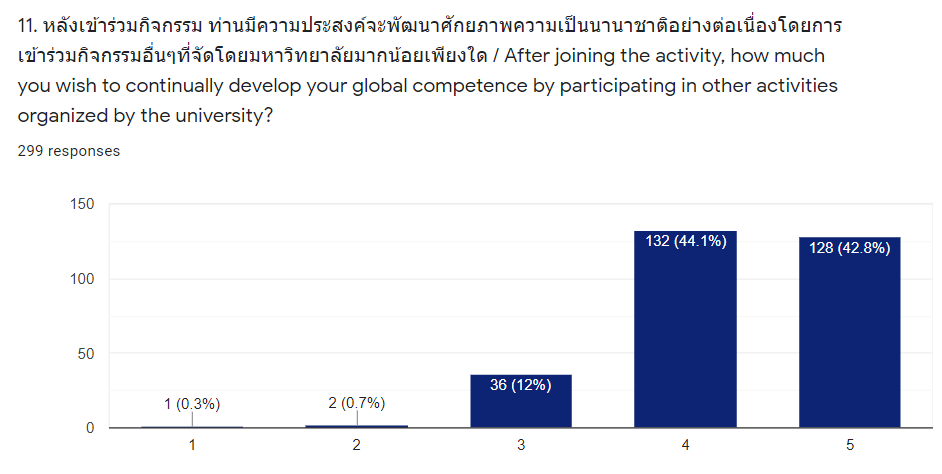 11. หลังเข้าร่วมกิจกรรม ท่านมีความประสงค์จะพัฒนาศักยภาพความเป็นนานาชาติอย่างต่อเนื่องโดยการ
เข้าร่วมกิจกรรมอื่นๆที่จัดโดยมหาวิทยาลัยมากน้อยเพียงใด / After joining the activity, how much
you wish to continually develop your global competence by participating in other activities
organized by the university?
299 responses
150
100
50
0
1 (0.3%)
2 (0.7%)
36 (12%)
132 (44.1%)
128 (42.8%)
1 2 3 4 5